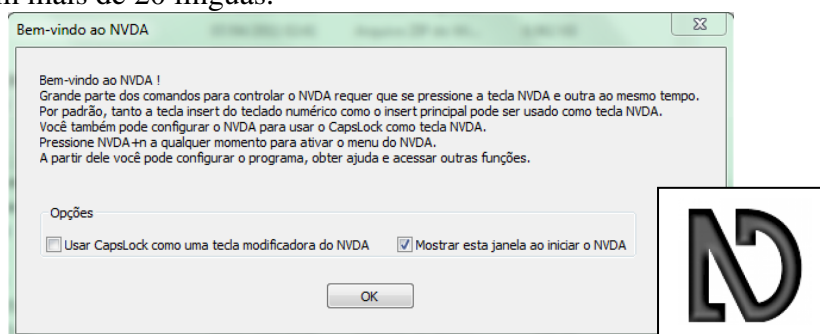 mais de 20 línguas.
Bem-vindo ao NVDA
Bem-vindo ao NVDA !
Grande parte dos comandos para controlar o NVDA requer que se pressione a tecla NVDA e outra ao mesmo tempo.
Por padrão, tanto a tecla insert do teclado numérico como o insert principal pode ser usado como tecla NVDA.
Você também pode configurar o NVDA para usar o CapsLock como tecla NVDA.
Pressione NVDA+n a qualquer momento para ativar o menu do NVDA.
A partir dele você pode configurar o programa, obter ajuda e acessar outras funções.
Opções
Usar CapsLock como uma tecla modificadora do NVDA
Mostrar esta janela ao iniciar o NVDA
OK